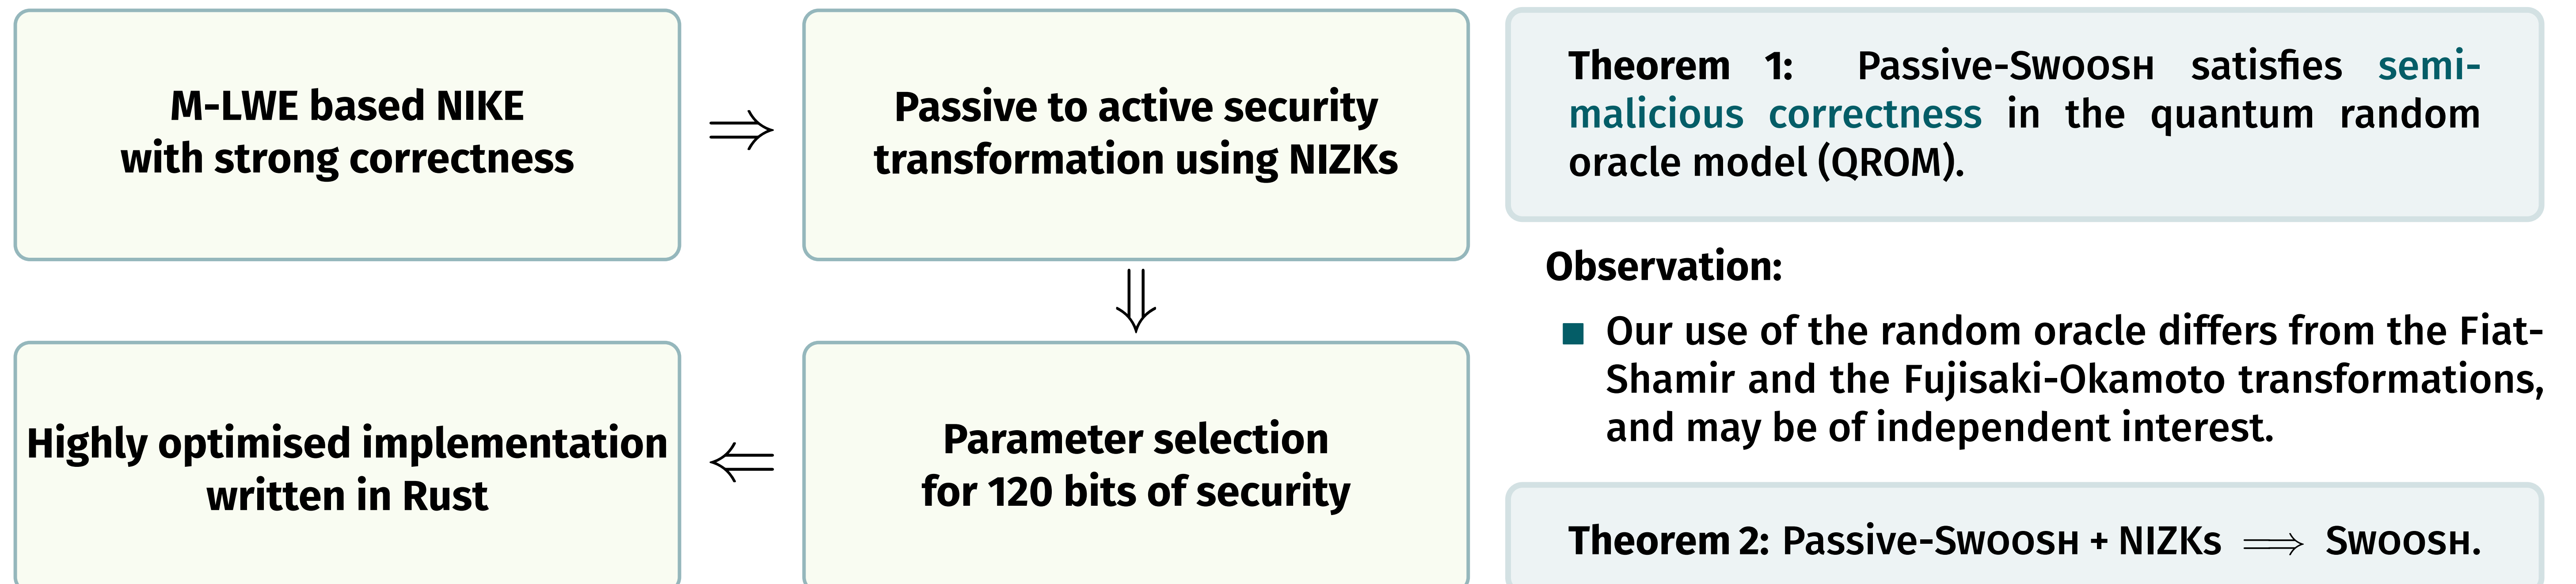 M-LWE based NIKE
with strong correctness
⇒
Passive to active security
transformation using NIZKs
⇓
Parameter selection
for 120 bits of security
⇐
Highly optimised implementation
written in Rust
Theorem 1: Passive-Swoosh satisfies semi-
malicious correctness in the quantum random
oracle model (QROM).
Observation:
■ Our use of the random oracle differs from the Fiat-
Shamir and the Fujisaki-Okamoto transformations,
and may be of independent interest.
Theorem 2: Passive-Swoosh + NIZKs ⟹ Swoosh.